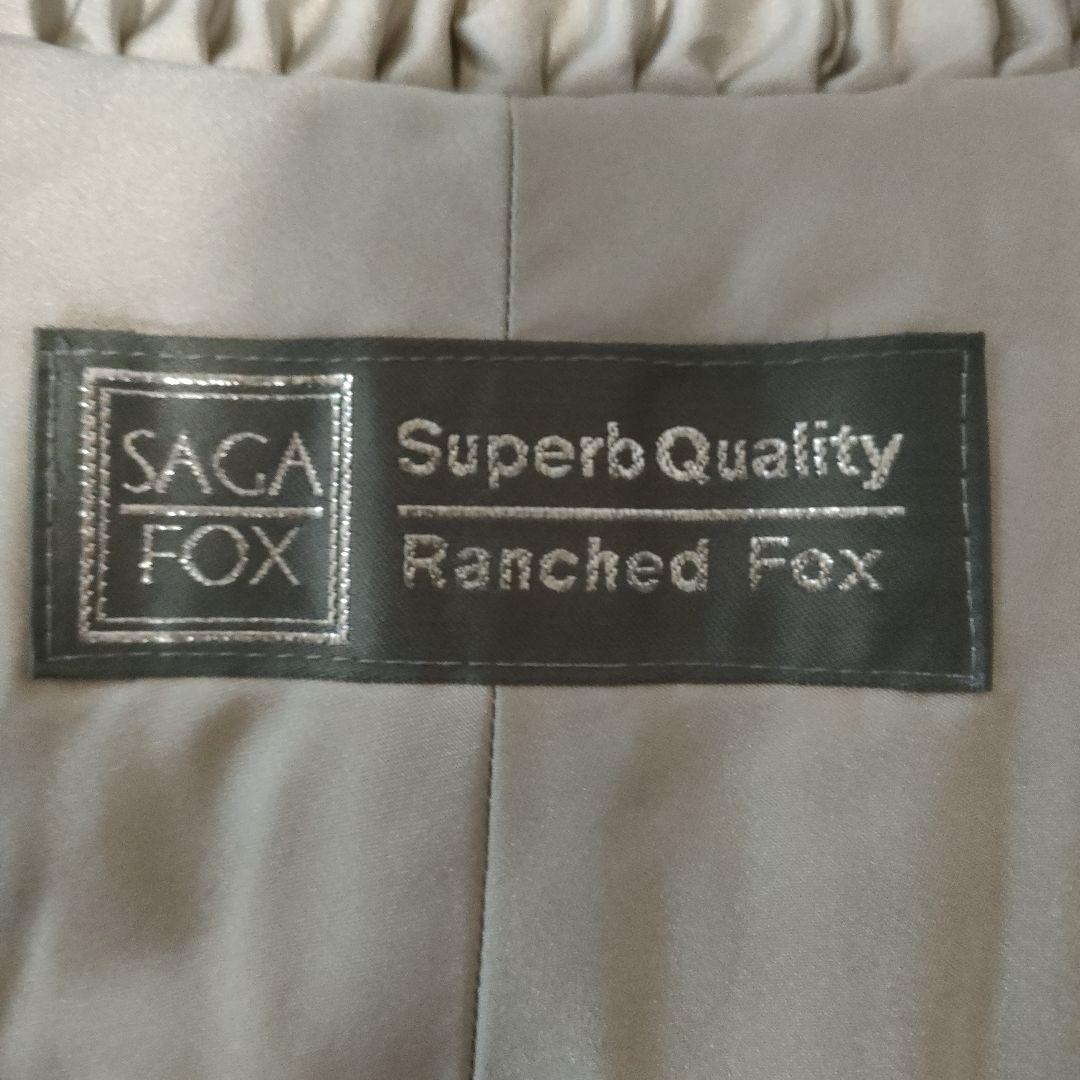 SAGA
FOX
Superb Quality
Ranched Fox